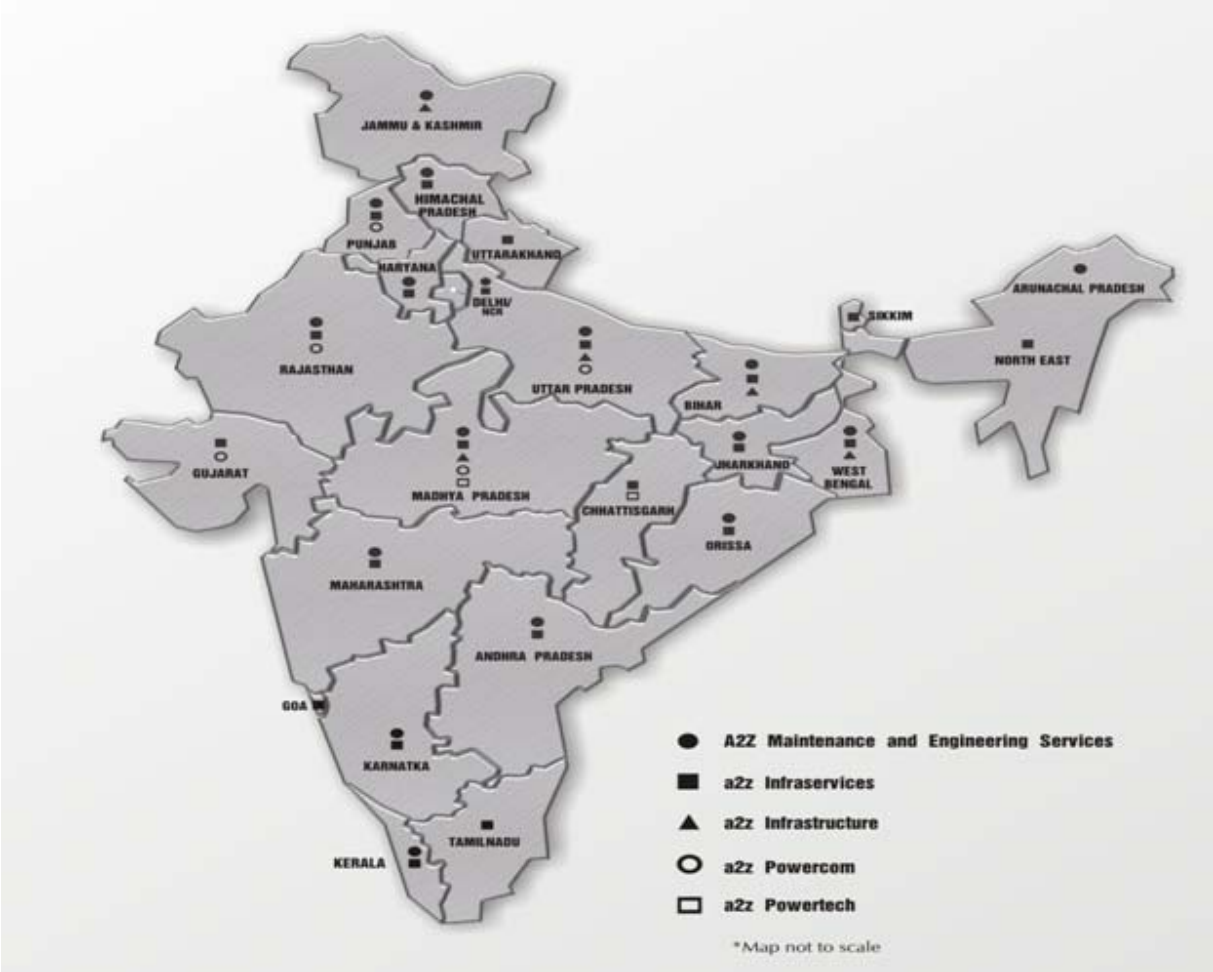 JAMMU & KASHMIR
HIMACHAL
PRADESH
PUNJAB
UTTARAKHAND
HARYANA
DELHI/
NCR
ARUNACHAL PRADESH
SIKKIM
NORTH EAST
RAJASTHAN
UTTAR PRADESH
BIHAR
GUJARAT
MADHYA PRADESH
JHARKHAND
WEST
BENGAL
CHHATTISGARH
ORISSA
MAHARASHTRA
ANDHRA PRADESH
GOA
KARNATKA
TAMILNADU
KERALA
A2Z Maintenance and Engineering Services
a2z Infraservices
a2z Infrastructure
a2z Powercom
a2z Powertech
*Map not to scale